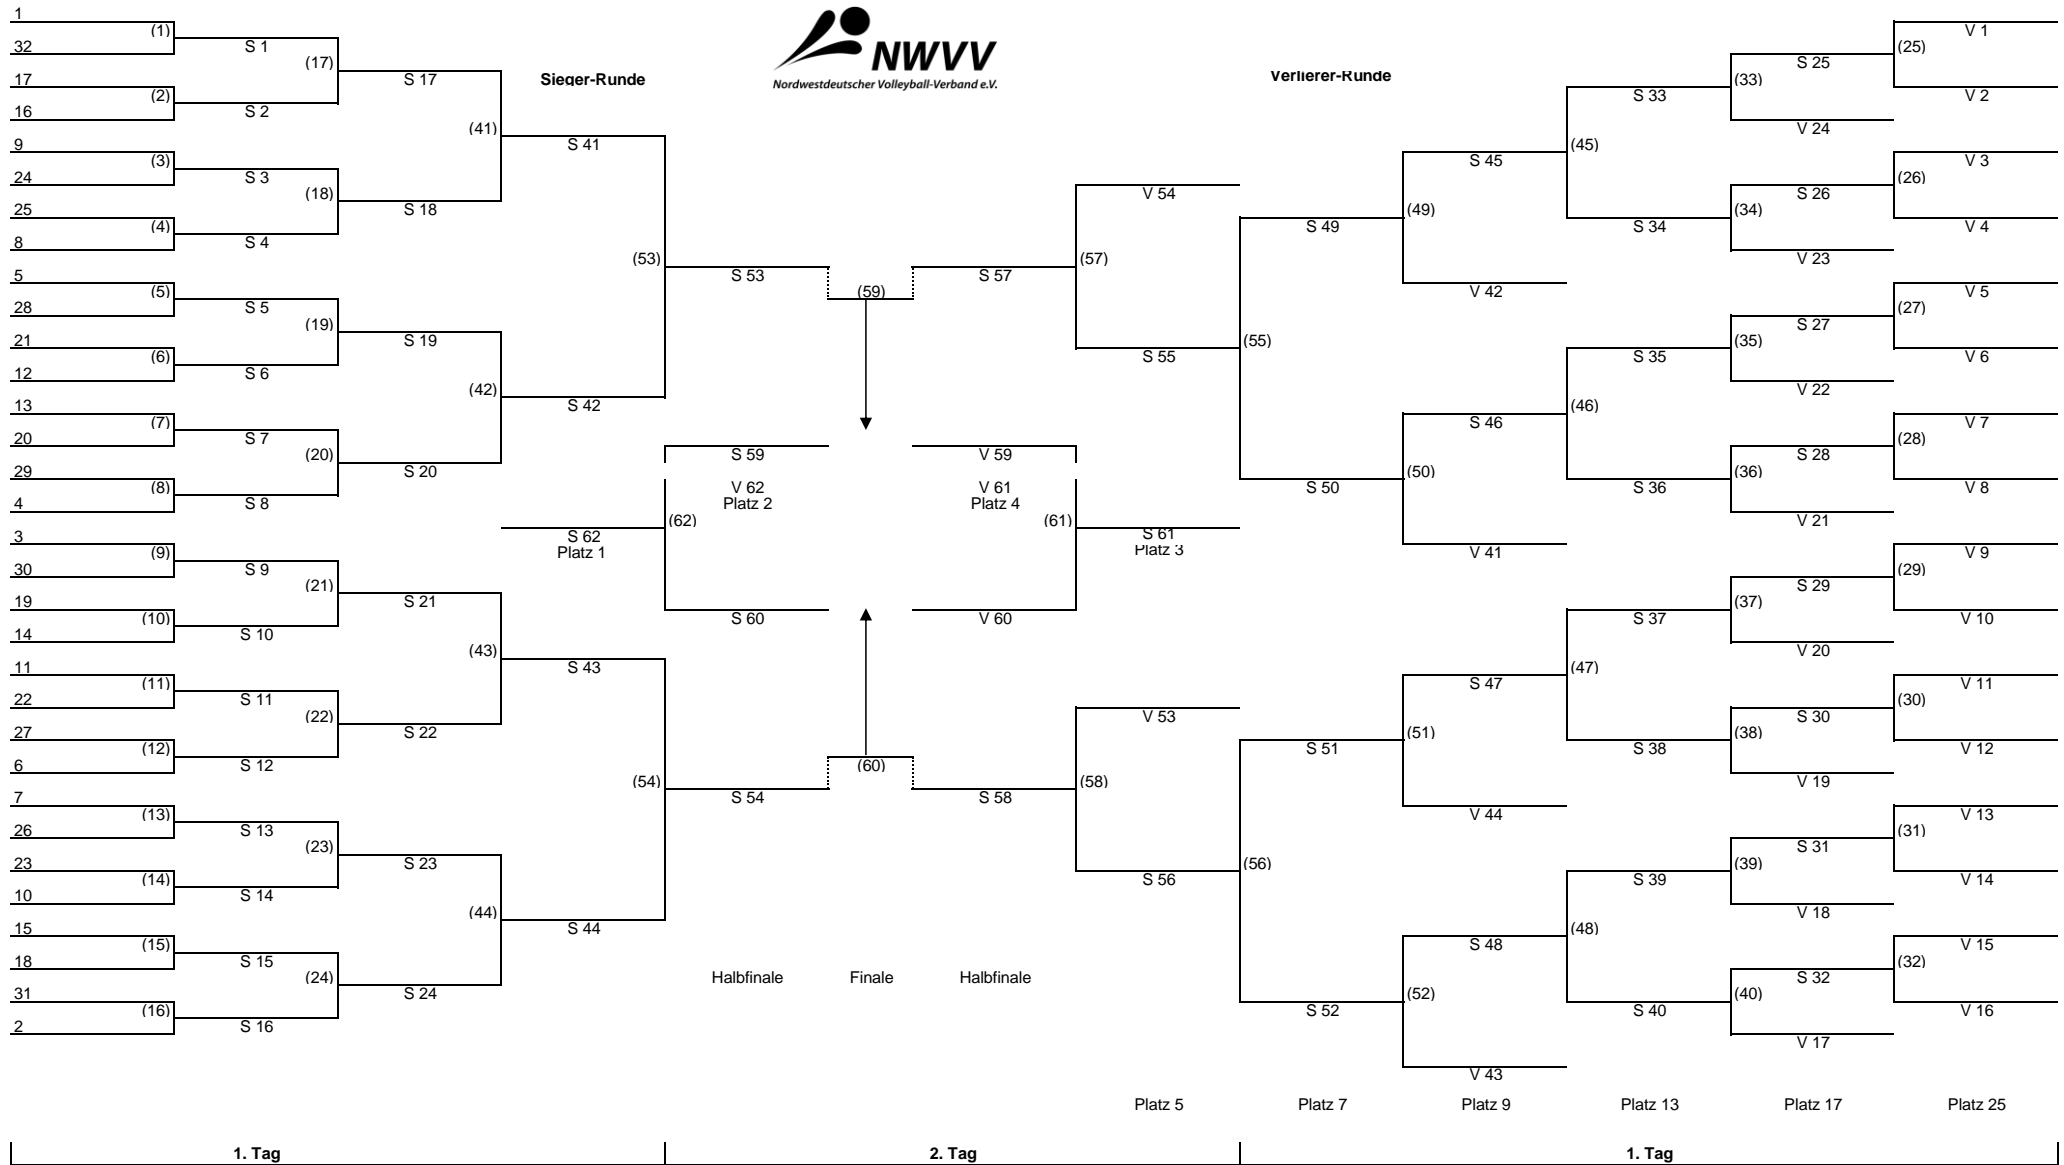 NWVV
Nordwestdeutscher Volleyball-Verband e.V.
Sieger-Runde
Verlierer-Runde
1
(1)
32
S 1
(17)
17
S 17
(2)
16
S 2
(41)
9
S 41
(3)
24
S 3
(18)
25
S 18
(4)
8
S 4
(53)
5
S 53
(5)
28
S 5
(19)
21
S 19
(6)
12
S 6
(42)
13
S 42
(7)
20
S 7
(20)
29
S 20
(8)
4
S 8
3
(9)
30
S 9
(21)
19
S 21
(10)
14
S 10
(43)
11
S 43
(11)
22
S 11
(22)
27
S 22
(12)
6
S 12
(54)
7
S 54
(13)
26
S 13
(23)
23
S 23
(14)
10
S 14
(44)
15
S 44
(15)
18
S 15
(24)
31
S 24
(16)
2
S 16
(59)
S 59
V 62
Platz 2
(62)
S 62
Platz 1
S 60
V 59
V 61
Platz 4
(61)
S 61
Platz 3
V 60
(60)
Halbfinale
Finale
Halbfinale
S 57
(57)
V 54
S 55
(55)
S 58
(58)
V 53
S 56
(56)
S 49
(49)
S 45
V 42
S 50
(50)
S 46
V 41
S 51
(51)
S 47
V 44
S 52
(52)
S 48
V 43
(45)
S 33
S 34
(46)
S 35
S 36
(47)
S 37
S 38
(48)
S 39
S 40
(33)
S 25
V 24
(34)
S 26
V 23
(35)
S 27
V 22
(36)
S 28
V 21
(37)
S 29
V 20
(38)
S 30
V 19
(39)
S 31
V 18
(40)
S 32
V 17
(25)
V 1
V 2
(26)
V 3
V 4
(27)
V 5
V 6
(28)
V 7
V 8
(29)
V 9
V 10
(30)
V 11
V 12
(31)
V 13
V 14
(32)
V 15
V 16
Platz 5
Platz 7
Platz 9
Platz 13
Platz 17
Platz 25
1. Tag
2. Tag
1. Tag